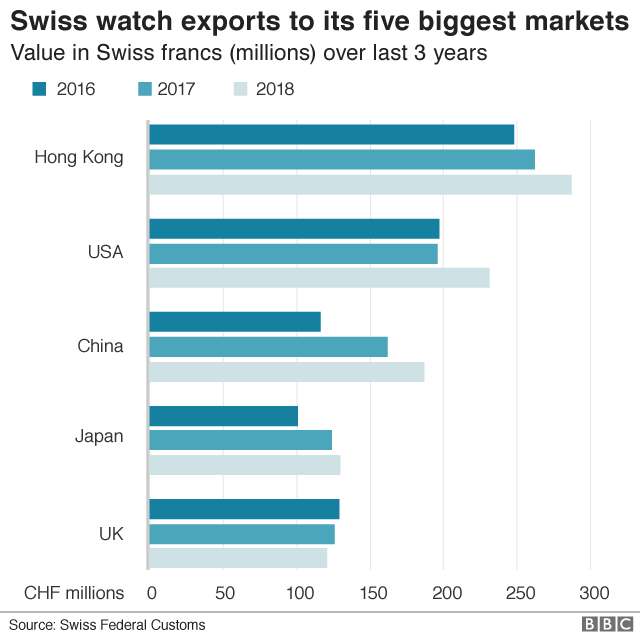 Swiss watch exports to its five biggest markets
Value in Swiss francs (millions) over last 3 years
2016 2017 2018
Hong Kong
USA
China
Japan
UK
CHF millions 0 50 100 150 200 250 300
Source: Swiss Federal Customs BBC